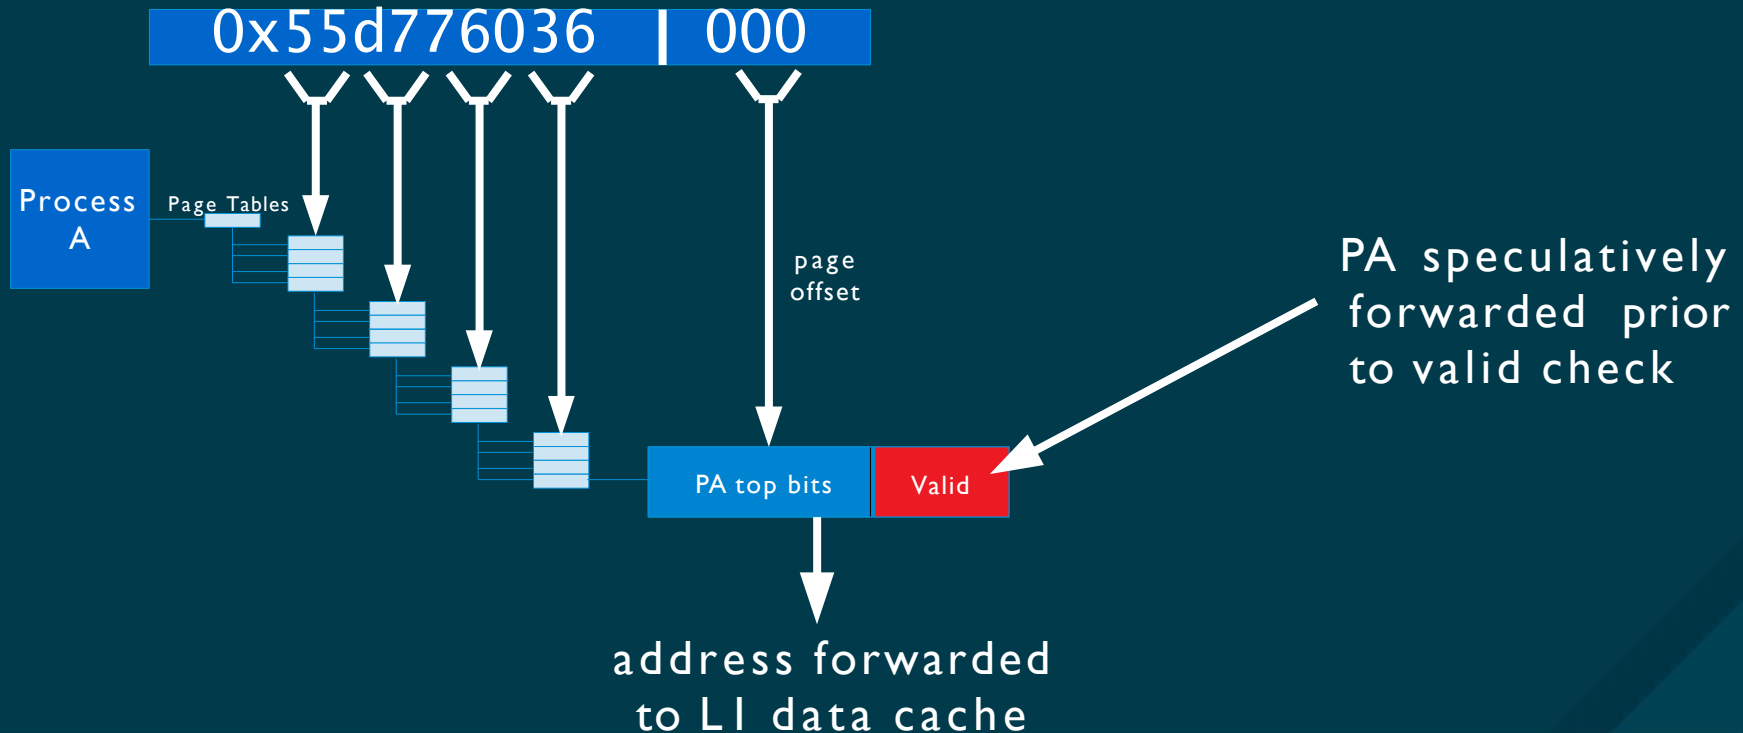 0x55d776036 | 000
Process
A
Page Tables
page
offset
PA speculatively
forwarded prior
to valid check
PA top bits
Valid
address forwarded
to L1 data cache